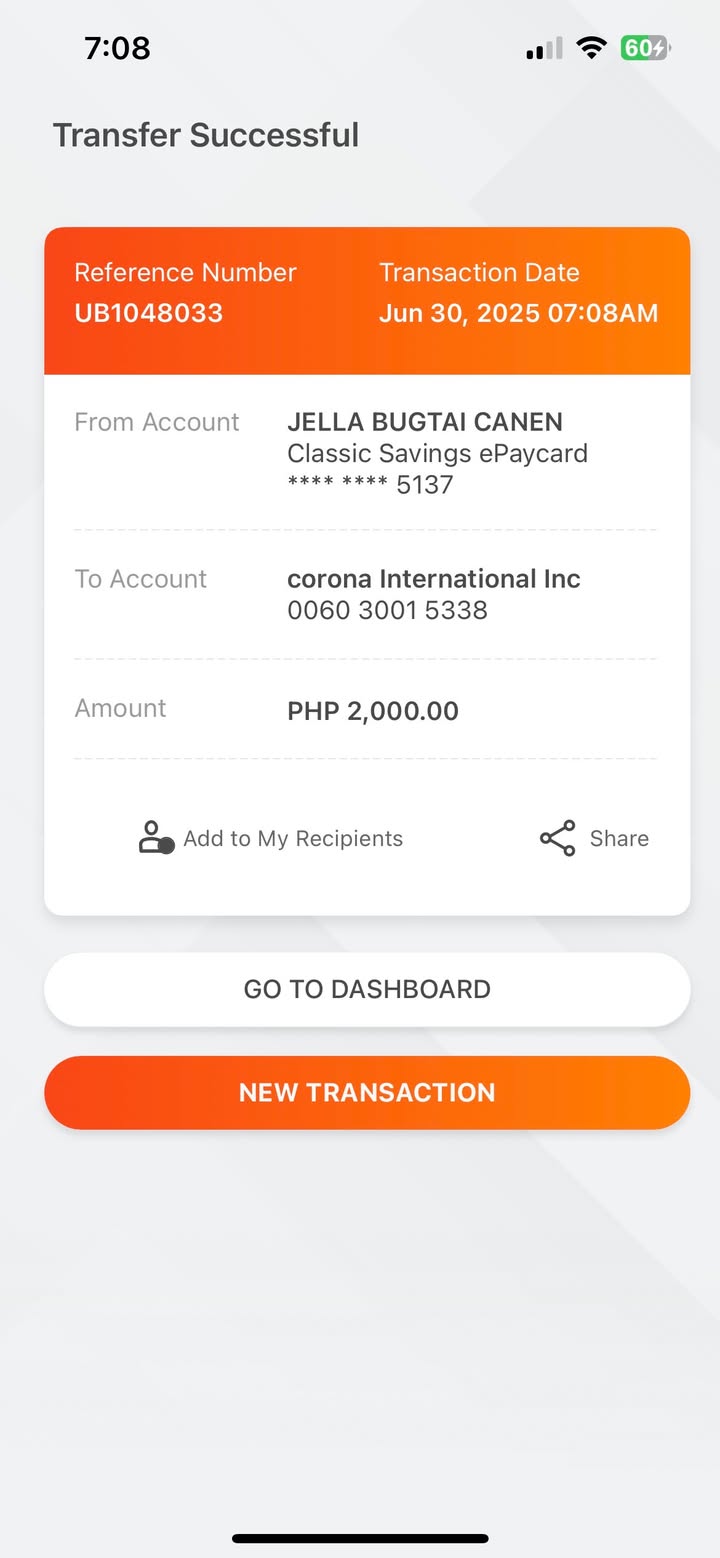 7:08
60
Transfer Successful
Reference Number
Transaction Date
UB1048033
Jun 30, 2025 07:08AM
From Account
JELLA BUGTAI CANEN
Classic Savings ePaycard
**** **** 5137
To Account
corona International Inc
0060 3001 5338
Amount
PHP 2,000.00
Add to My Recipients
Share
GO TO DASHBOARD
NEW TRANSACTION